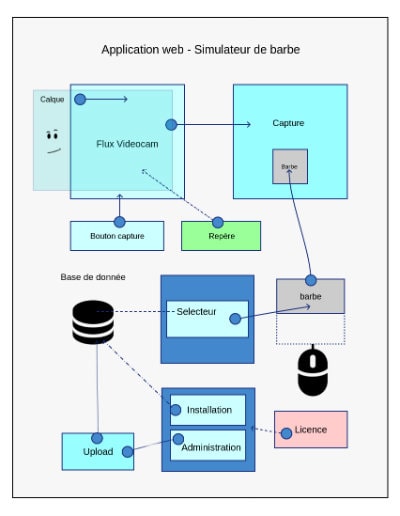 Application web - Simulateur de barbe
Calque
Flux Videocam
Capture
Barbe
Bouton capture
Repère
Base de donnée
Selecteur
barbe
Installation
Administration
Licence
Upload